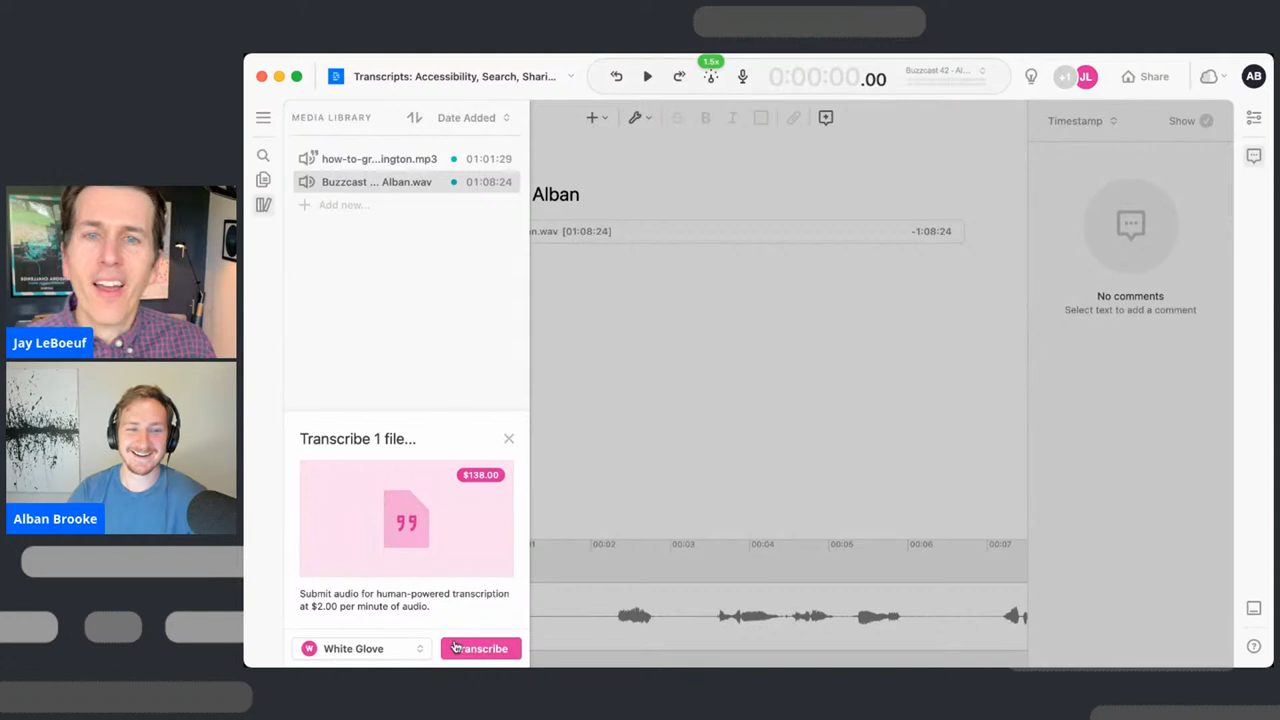 Transcripts: Accessibility, Search, Shari...
1.5x
0:00:00.00
Buzzcast 42 - Al...
+1
JL
Share
AB
MEDIA LIBRARY
Date Added
Timestamp
Show
how-to-gr...ington.mp3
01:01:29
Buzzcast ... Alban.wav
01:08:24
Add new...
Alban
an.wav [01:08:24]
-1:08:24
No comments
Select text to add a comment
Jay LeBoeuf
Alban Brooke
Transcribe 1 file...
$138.00
Submit audio for human-powered transcription
at $2.00 per minute of audio.
W
White Glove
Transcribe
00:02
00:03
00:04
00:05
00:06
00:07